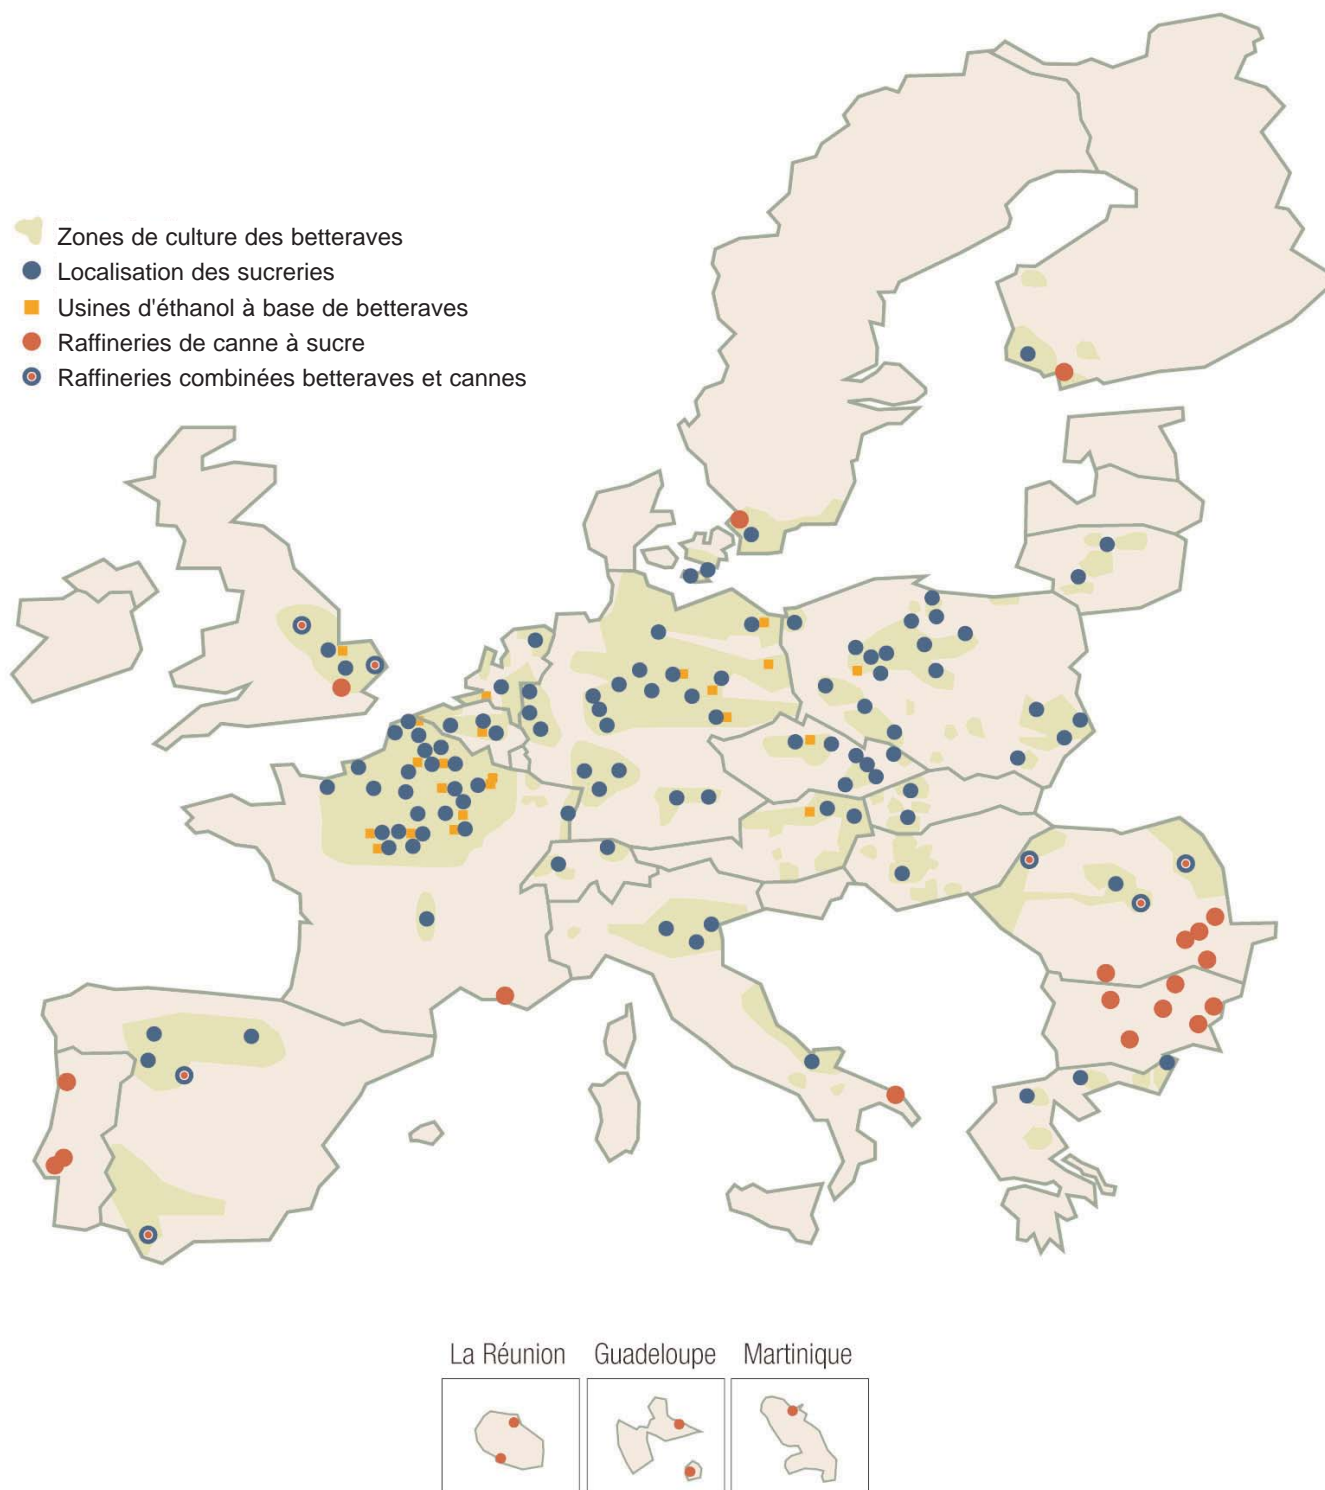 Zones de culture des betteraves
Localisation des sucreries
Usines d'éthanol à base de betteraves
Raffineries de canne à sucre
Raffineries combinées betteraves et cannes
La Réunion
Guadeloupe
Martinique